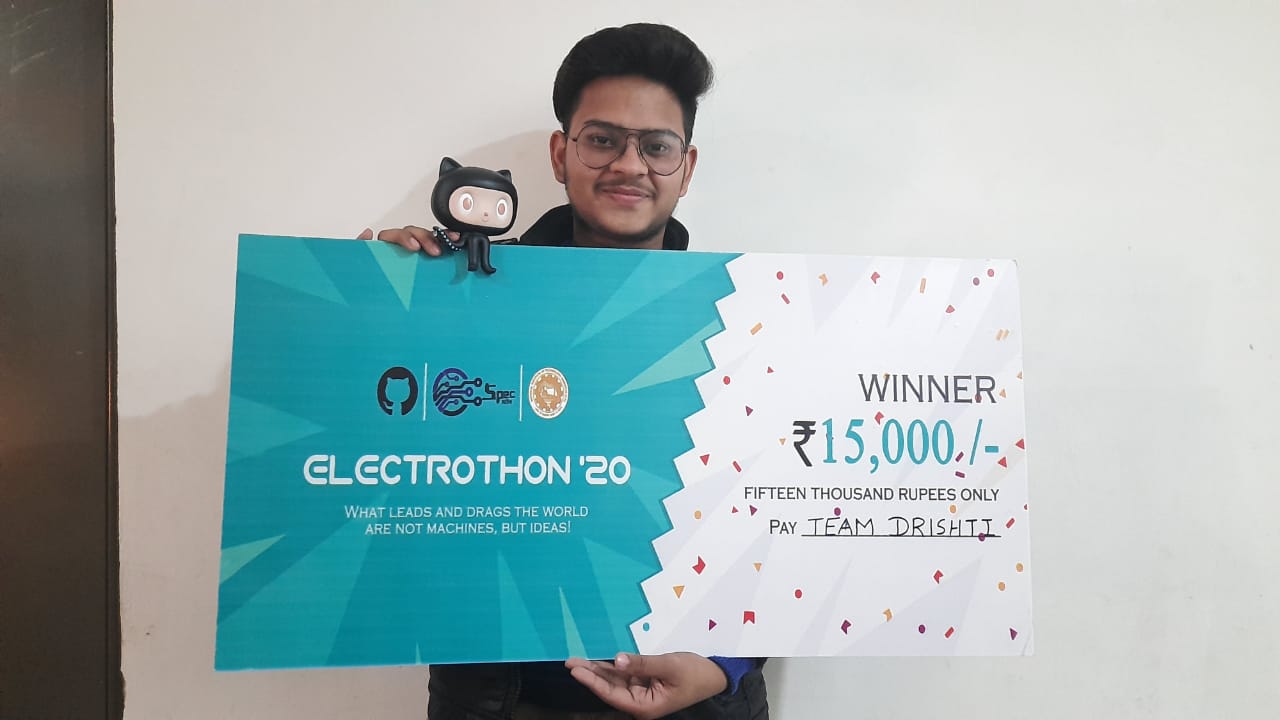 Spec
ELECTROTHON '20
WHAT LEADS AND DRAGS THE WORLD
ARE NOT MACHINES, BUT IDEAS!
WINNER
₹15,000/-
FIFTEEN THOUSAND RUPEES ONLY
PAY TEAM DRISHTI